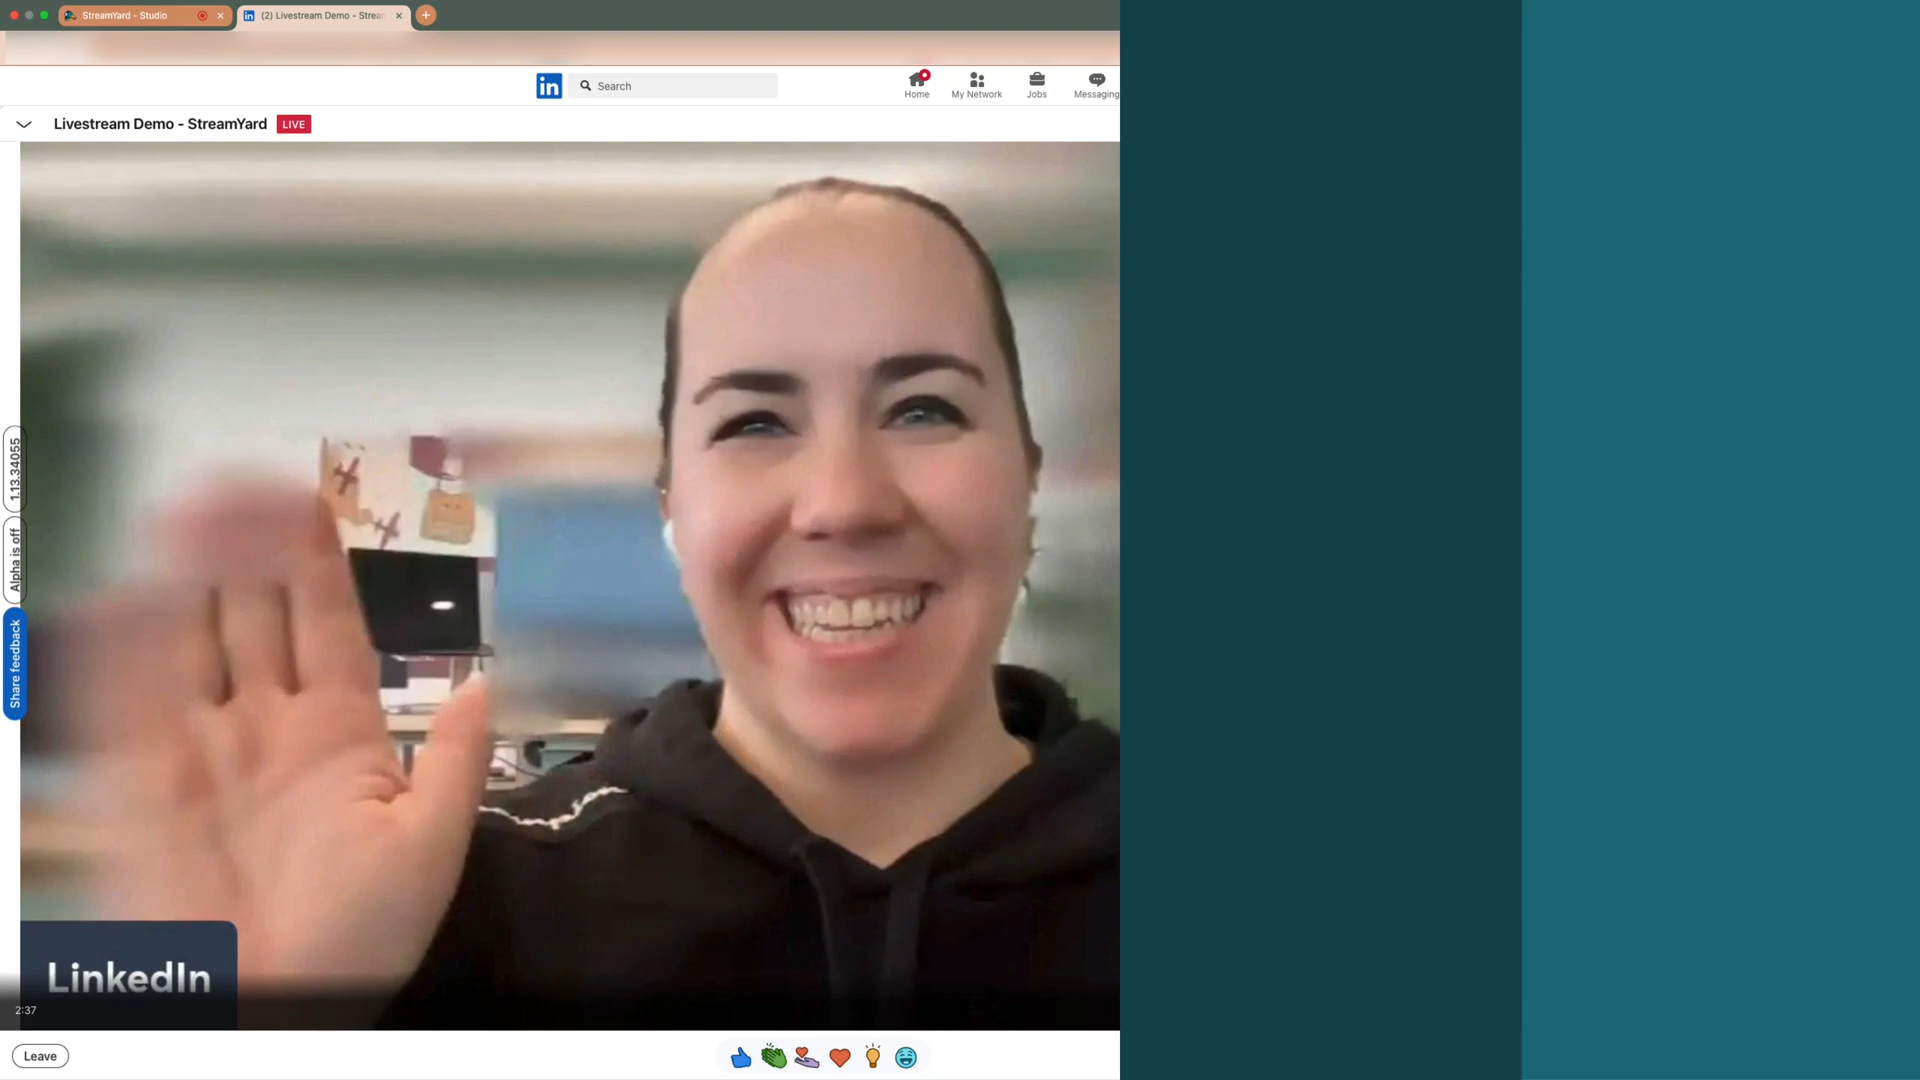 StreamYard - Studio
(2) Livestream Demo - Strea
in
Search
Home
My Network
Jobs
Messaging
Livestream Demo - StreamYard
LIVE
1.13.34055
Alpha is off
Share feedback
LinkedIn
2:37
Leave